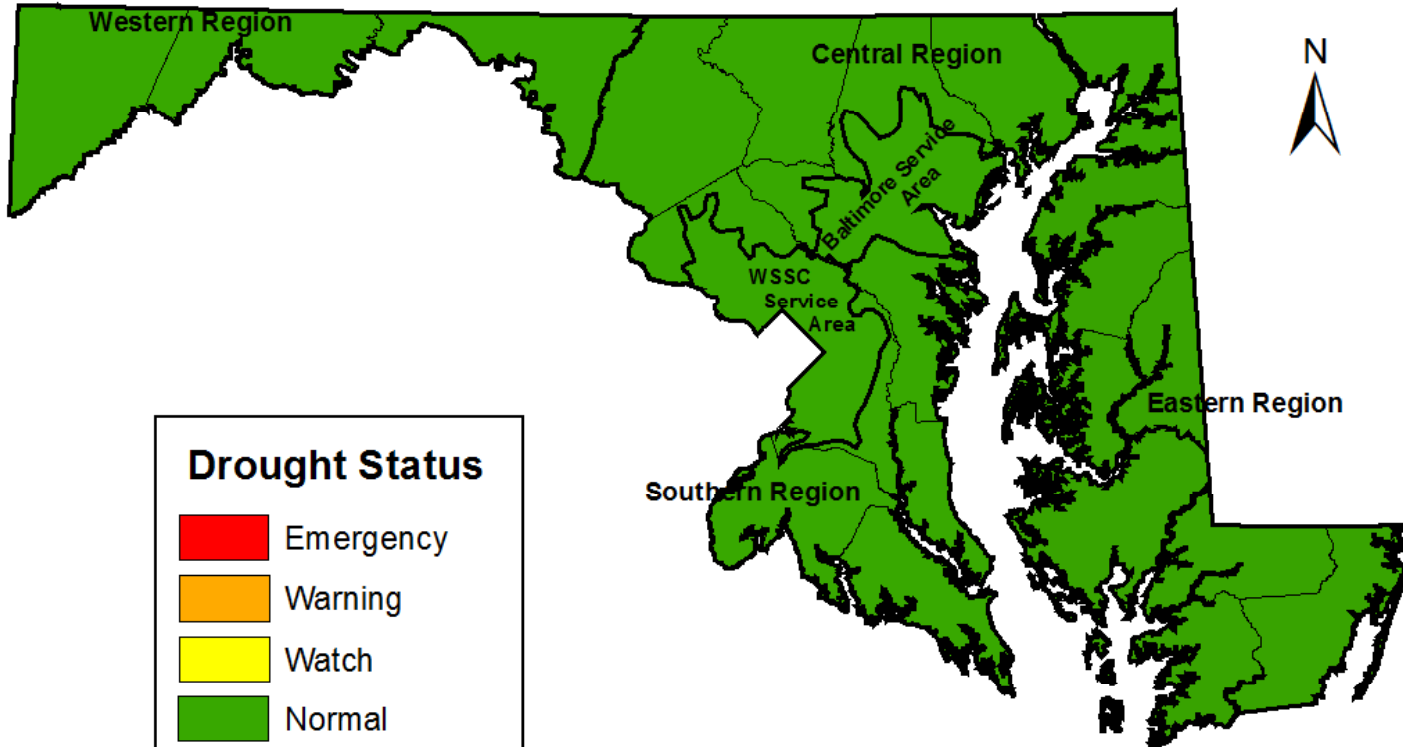 Western Region
Central Region
N
Baltimore Service
Area
WSSC
Service
Area
Eastern Region
Southern Region
Drought Status
Emergency
Warning
Watch
Normal